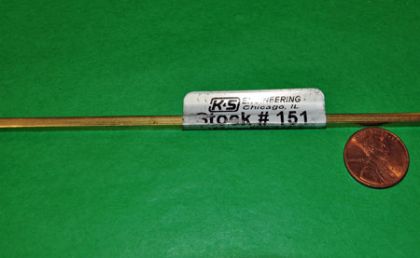 K&S ENGINEERING
Chicago, IL
Stock # 151